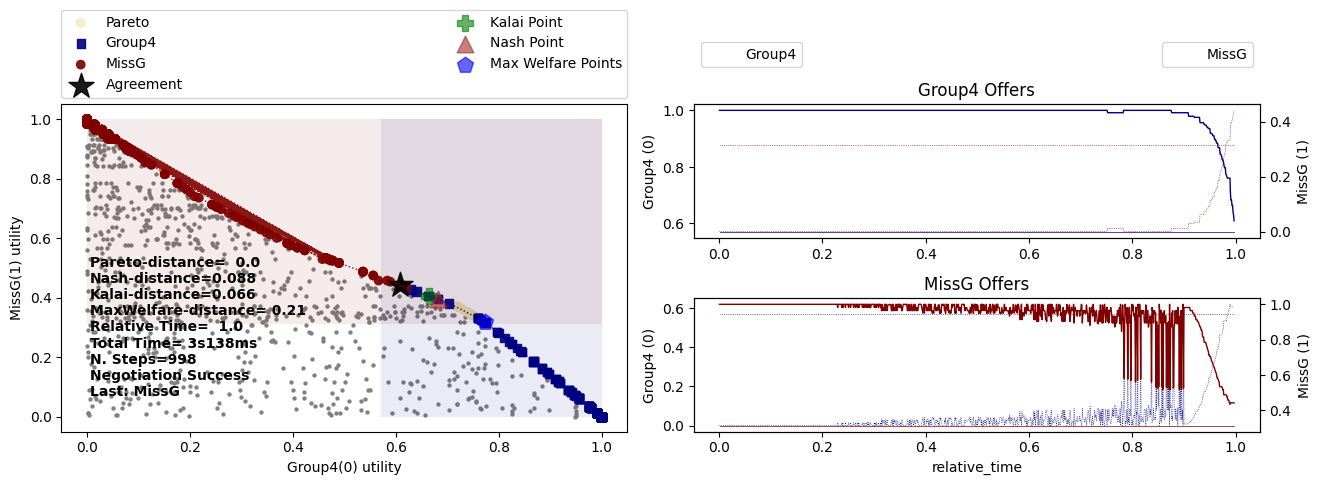 Pareto
Group4
MissG
Agreement
Kalai Point
Nash Point
Max Welfare Points
1.0
0.8
0.6
0.4
0.2
0.0
MissG(1) utility
Pareto-distance=  0.0
Nash-distance=0.088
Kalai-distance=0.066
MaxWelfare-distance= 0.21
Relative Time=  1.0
Total Time= 3s138ms
N. Steps=998
Negotiation Success
Last: MissG
0.0 0.2 0.4 0.6 0.8 1.0
Group4(0) utility
Group4
MissG
Group4 Offers
1.0
0.8
0.6
Group4 (0)
0.4
0.2
0.0
MissG (1)
0.0 0.2 0.4 0.6 0.8 1.0
MissG Offers
0.6
0.4
0.2
0.0
Group4 (0)
1.0
0.8
0.6
0.4
MissG (1)
0.0 0.2 0.4 0.6 0.8 1.0
relative_time